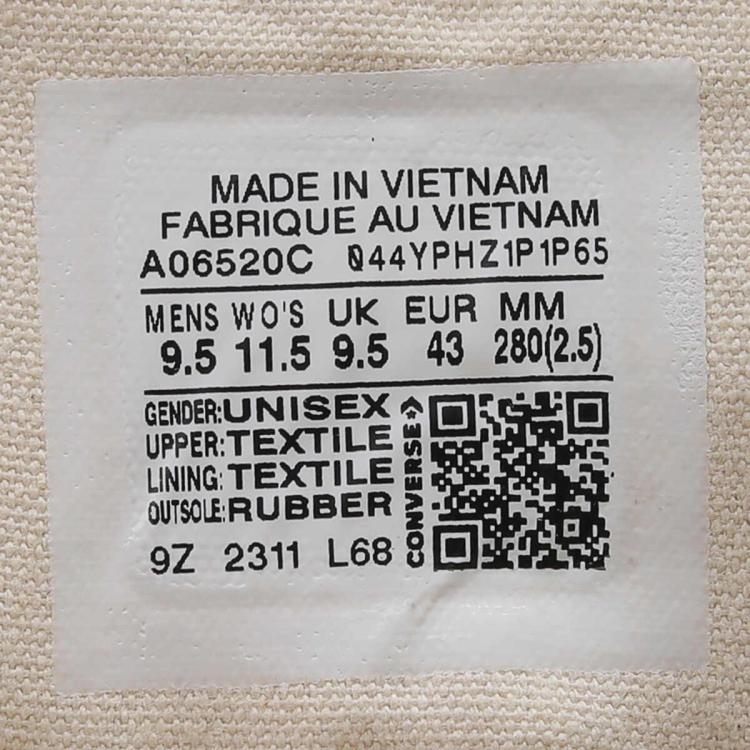 MADE IN VIETNAM
FABRIQUE AU VIETNAM
A06520C 044YPHZ1P1P65
MENS WO'S UK EUR MM
9.5 11.5 9.5 43 280(2.5)
GENDER:UNISEX
UPPER:TEXTILE
LINING:TEXTILE
OUTSOLE:RUBBER
CONVERSE
9Z 2311 L68